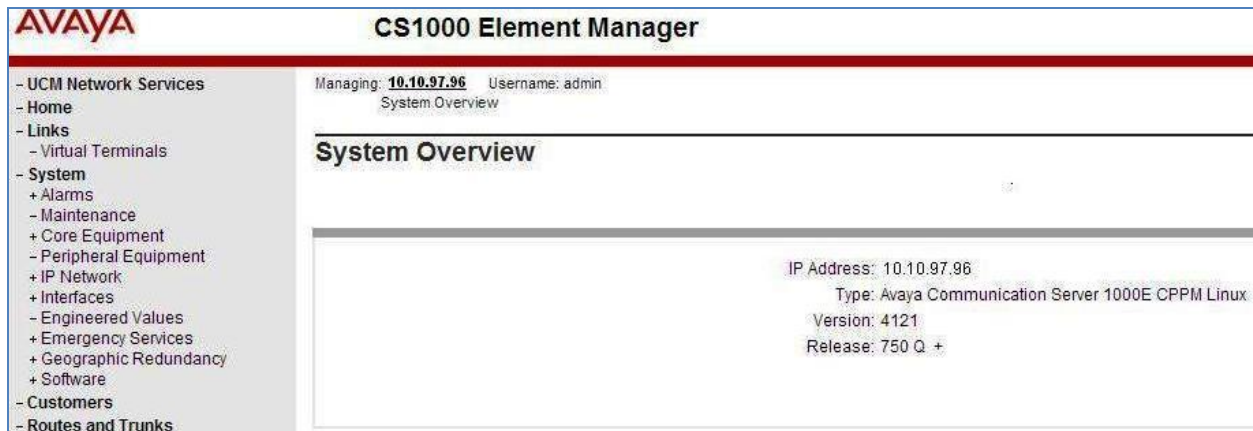 AVAYA
CS1000 Element Manager
- UCM Network Services
- Home
- Links
- Virtual Terminals
- System
+ Alarms
- Maintenance
+ Core Equipment
- Peripheral Equipment
+ IP Network
+ Interfaces
- Engineered Values
+ Emergency Services
+ Geographic Redundancy
+ Software
- Customers
- Routes and Trunks
Managing: 10.10.97.96 Username: admin
System Overview
System Overview
IP Address: 10.10.97.96
Type: Avaya Communication Server 1000E CPPM Linux
Version: 4121
Release: 750 Q +